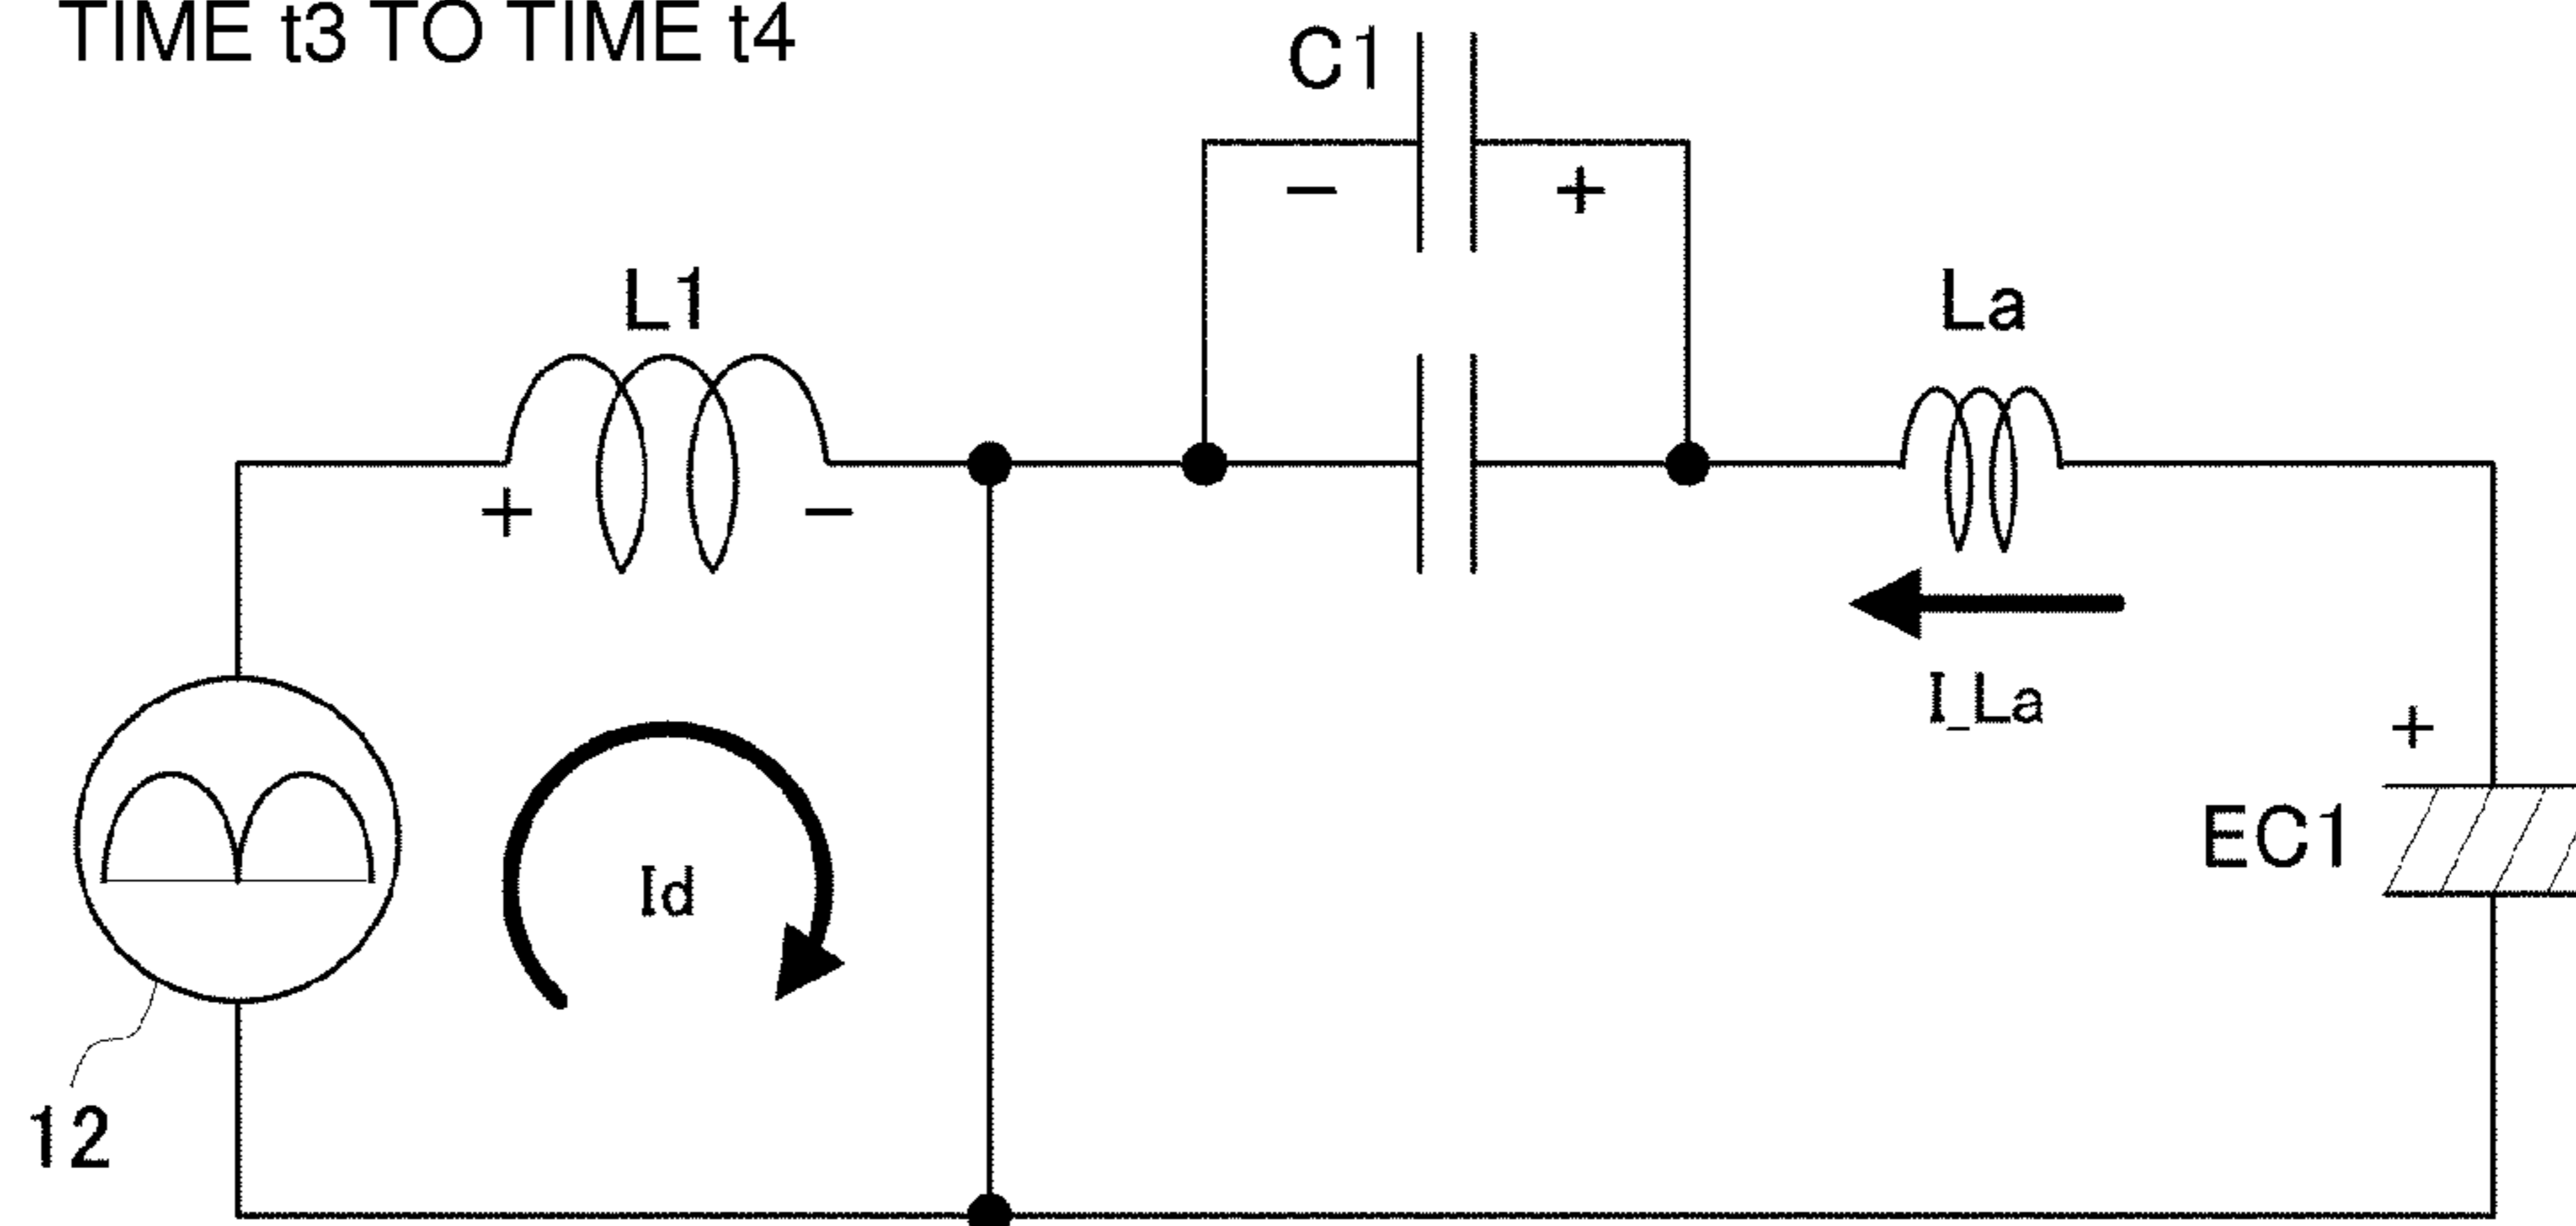 TIME t3 TO TIME t4
C1
− +
L1
La
+ −
I_La
+
Id
EC1
12